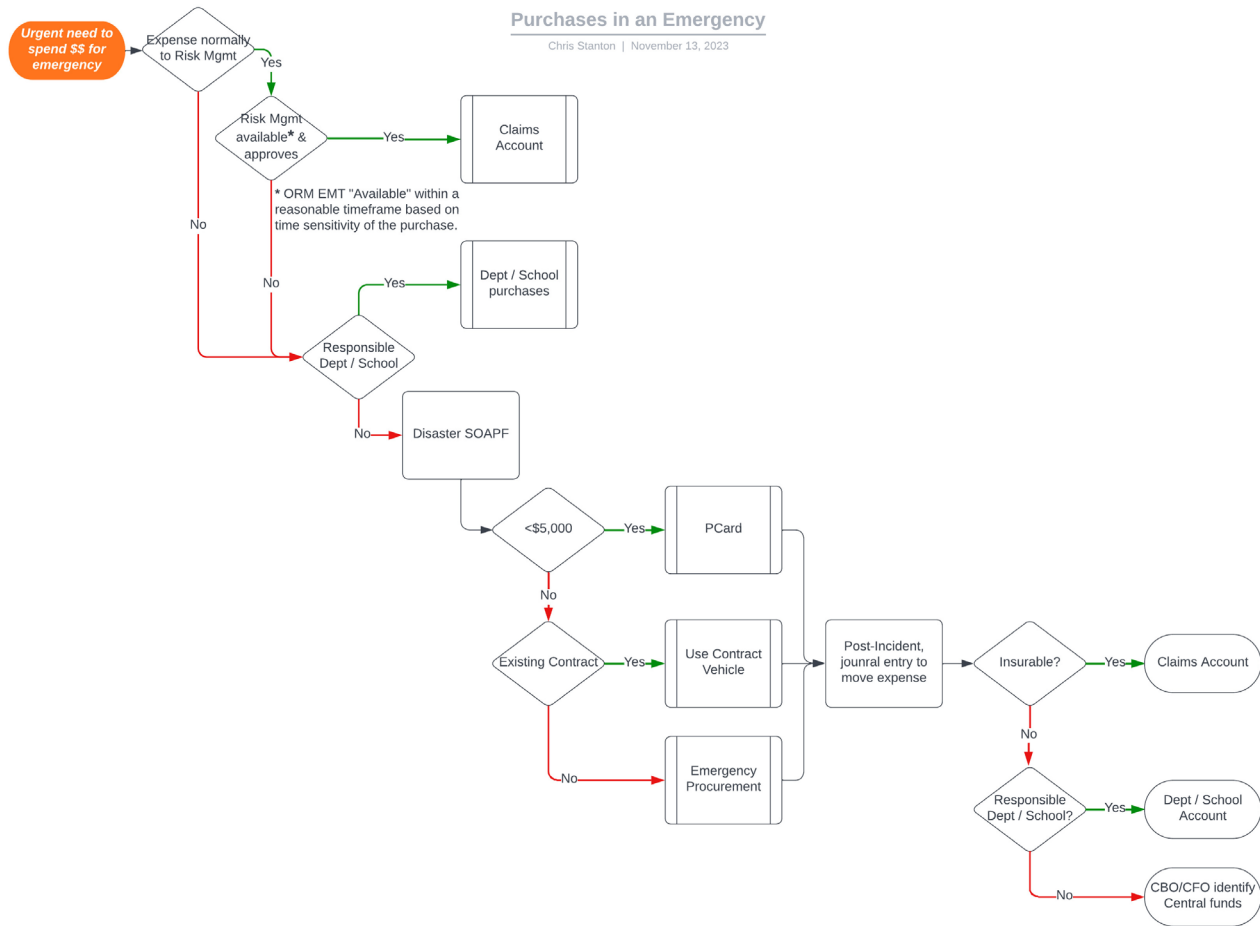 Purchases in an Emergency
Chris Stanton | November 13, 2023
Urgent need to
spend $$ for
emergency
Expense normally
to Risk Mgmt
Yes
Risk Mgmt
available* &
approves
Yes
Claims
Account
* ORM EMT "Available" within a
reasonable timeframe based on
time sensitivity of the purchase.
No
No
Yes
Dept / School
purchases
Responsible
Dept / School
No
Disaster SOAPF
<$5,000
Yes
PCard
No
Existing Contract
Yes
Use Contract
Vehicle
No
Emergency
Procurement
Post-Incident,
jounral entry to
move expense
Insurable?
Yes
Claims Account
No
Responsible
Dept / School?
Yes
Dept / School
Account
No
CBO/CFO identify
Central funds